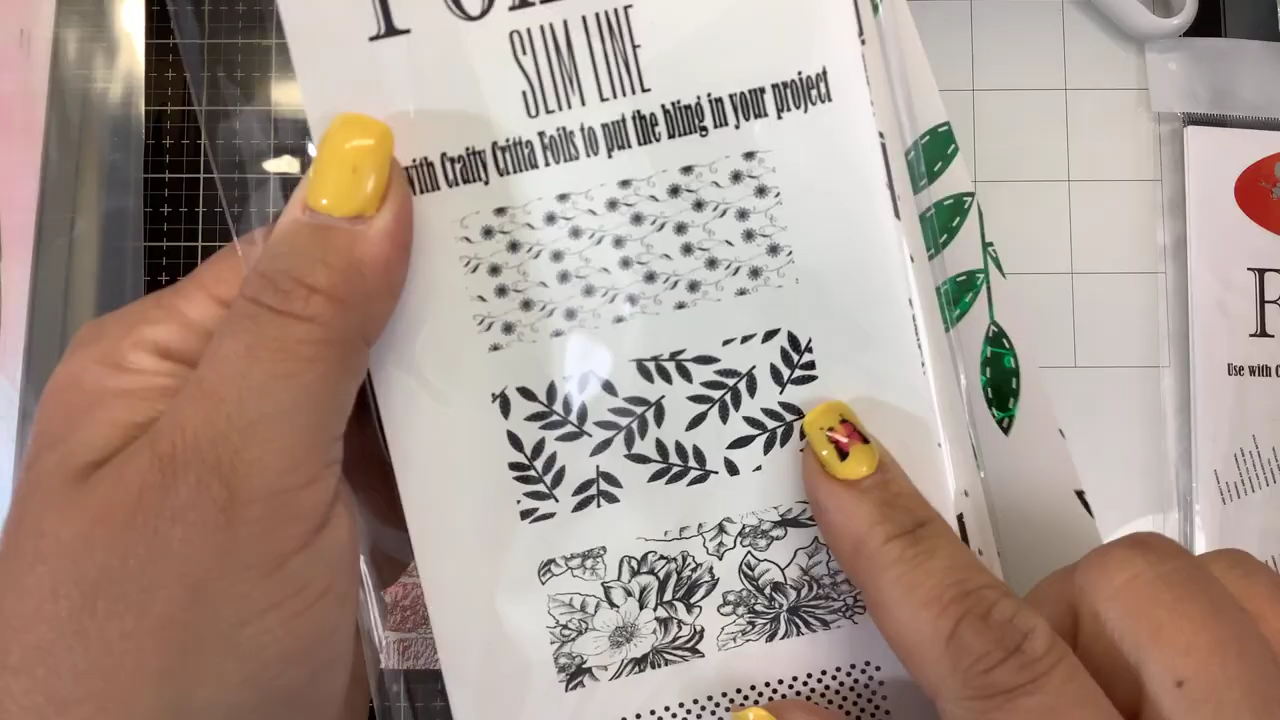 SLIM LINE
with Crafty Critta Foils to put the bling in your project
Use with C